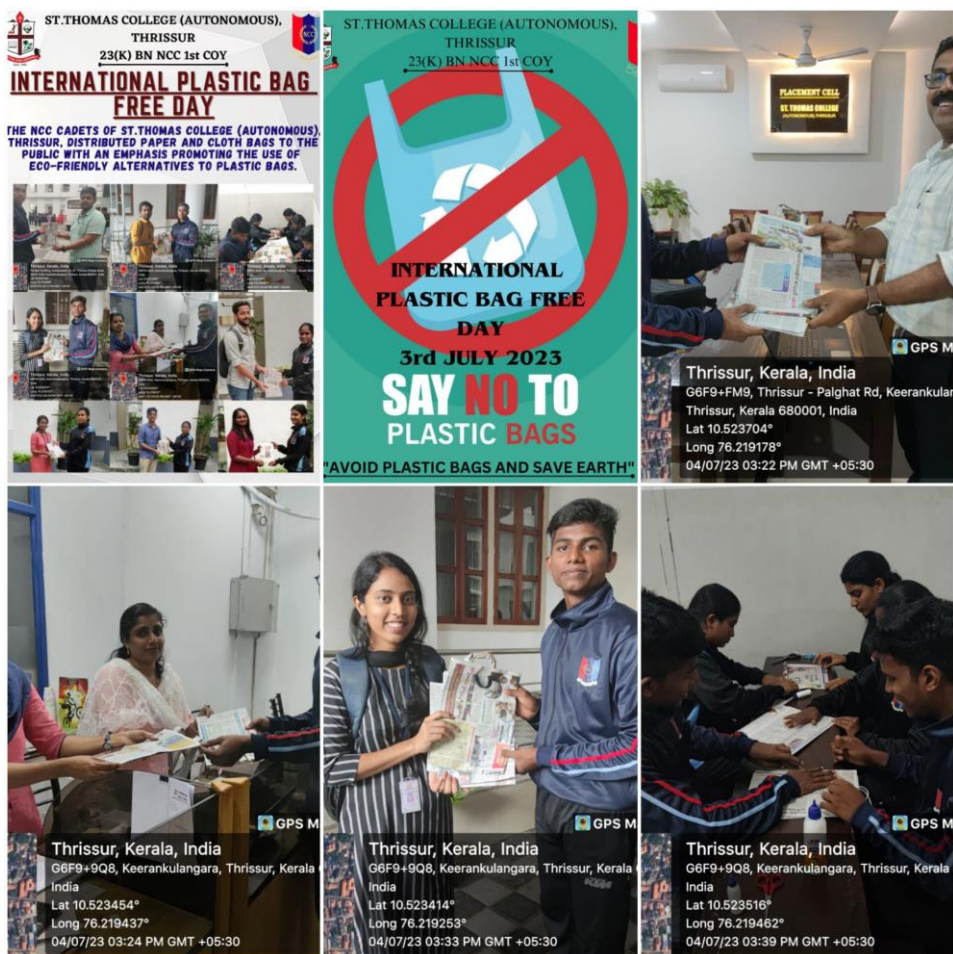 ST.THOMAS COLLEGE (AUTONOMOUS),
THRISSUR
23(K) BN NCC 1st COY
INTERNATIONAL PLASTIC BAG
FREE DAY
THE NCC CADETS OF ST.THOMAS COLLEGE (AUTONOMOUS),
THRISSUR, DISTRIBUTED PAPER AND CLOTH BAGS TO THE
PUBLIC WITH AN EMPHASIS PROMOTING THE USE OF
ECO-FRIENDLY ALTERNATIVES TO PLASTIC BAGS.
ST.THOMAS COLLEGE (AUTONOMOUS),
THRISSUR
23(K) BN NCC 1st COY
INTERNATIONAL
PLASTIC BAG FREE
DAY
3rd JULY 2023
SAY NO TO
PLASTIC BAGS
"AVOID PLASTIC BAGS AND SAVE EARTH"
PLACEMENT CELL
ST. THOMAS COLLEGE
(AUTONOMOUS) THRISSUR
GPS M
Thrissur, Kerala, India
G6F9+FM9, Thrissur - Palghat Rd, Keerankular
Thrissur, Kerala 680001, India
Lat 10.523704°
Long 76.219178°
04/07/23 03:22 PM GMT +05:30
GPS M
Thrissur, Kerala, India
G6F9+9Q8, Keerankulangara, Thrissur, Kerala
India
Lat 10.523454°
Long 76.219437°
04/07/23 03:24 PM GMT +05:30
GPS M
Thrissur, Kerala, India
G6F9+9Q8, Keerankulangara, Thrissur, Kerala
India
Lat 10.523414°
Long 76.219253°
04/07/23 03:33 PM GMT +05:30
KTM
GPS M
Thrissur, Kerala, India
G6F9+9Q8, Keerankulangara, Thrissur, Kerala
India
Lat 10.523516°
Long 76.219462°
04/07/23 03:39 PM GMT +05:30